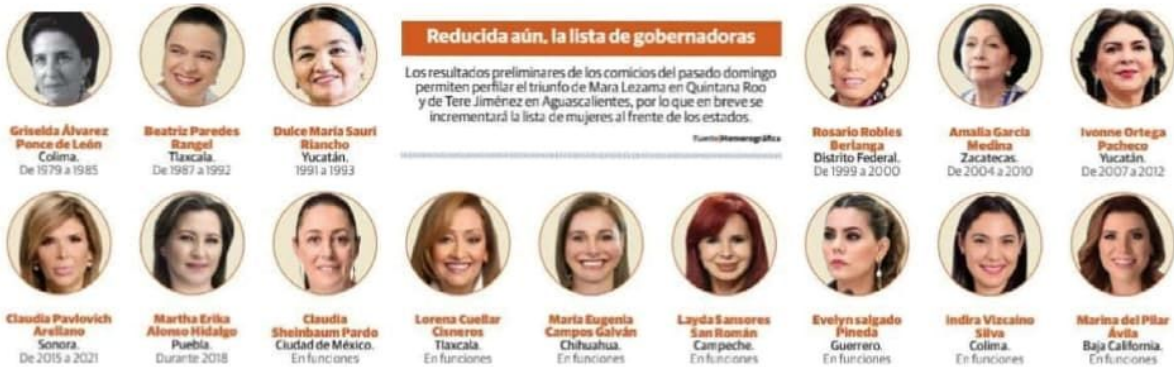 Reducida aún, la lista de gobernadoras
Los resultados preliminares de los comicios del pasado domingo
permiten perfilar el triunfo de Mara Lezama en Quintana Roo
y de Tere Jiménez en Aguascalientes, por lo que en breve se
incrementará la lista de mujeres al frente de los estados.
Fuente|Hemerográfica
Griselda Álvarez
Ponce de León
Colima.
De 1979 a 1985
Beatriz Paredes
Rangel
Tlaxcala.
De 1987 a 1992
Dulce María Sauri
Riancho
Yucatán.
1991 a 1993
Rosario Robles
Berlanga
Distrito Federal.
De 1999 a 2000
Amalia García
Medina
Zacatecas.
De 2004 a 2010
Ivonne Ortega
Pacheco
Yucatán.
De 2007 a 2012
Claudia Pavlovich
Arellano
Sonora.
De 2015 a 2021
Martha Erika
Alonso Hidalgo
Puebla.
Durante 2018
Claudia
Sheinbaum Pardo
Ciudad de México.
En funciones
Lorena Cuellar
Cisneros
Tlaxcala.
En funciones
María Eugenia
Campos Galván
Chihuahua.
En funciones
Layda Sansores
San Román
Campeche.
En funciones
Evelyn salgado
Pineda
Guerrero.
En funciones
Indira Vizcaíno
Silva
Colima.
En funciones
Marina del Pilar
Ávila
Baja California.
En funciones